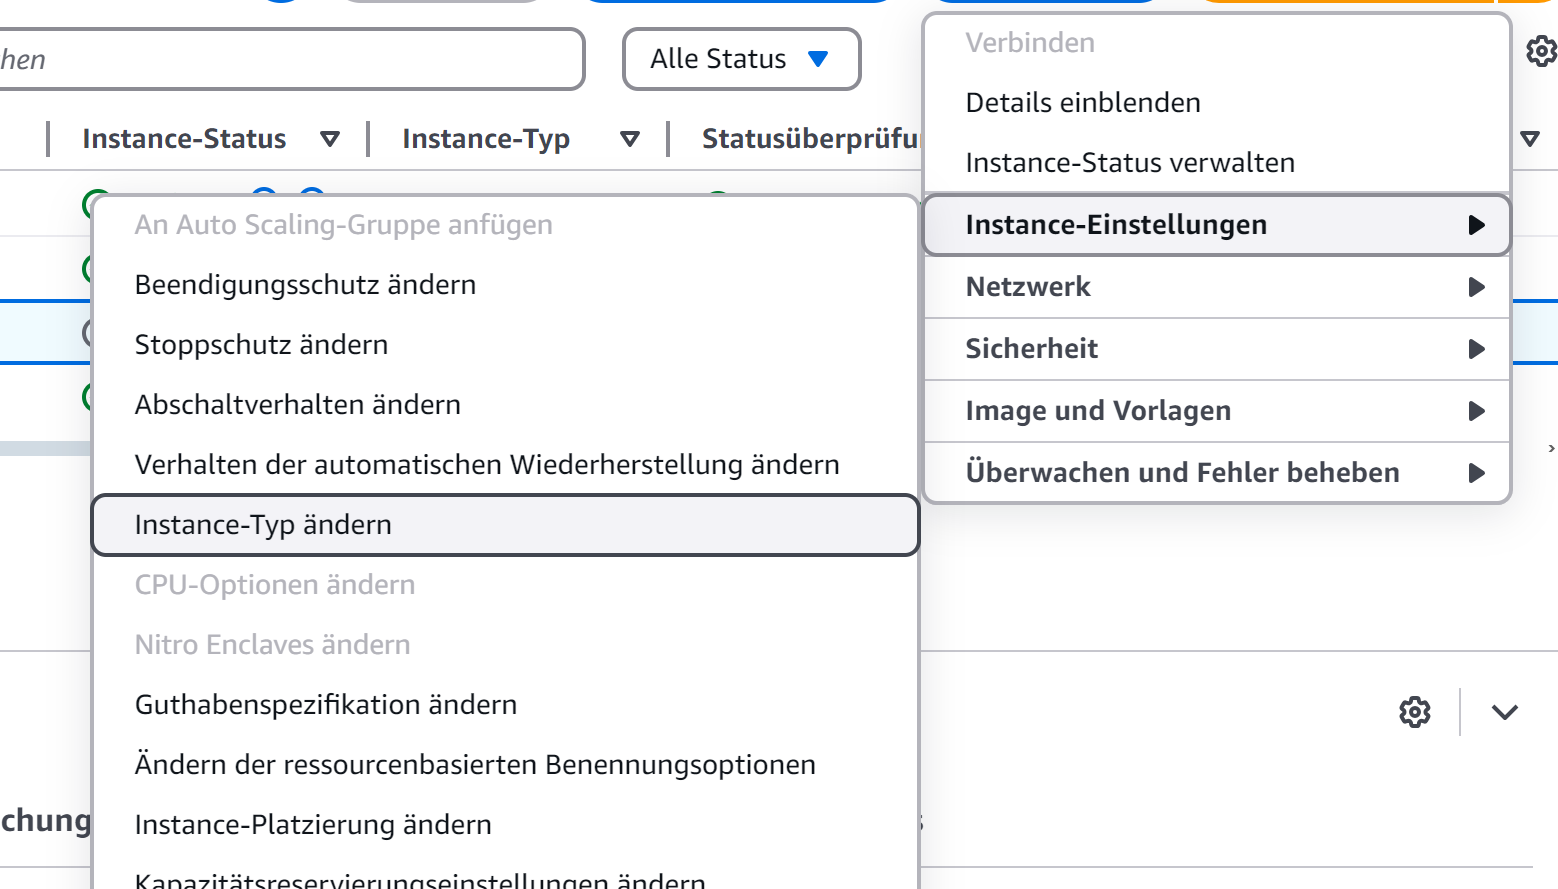 hen
Alle Status
Instance-Status
Instance-Typ
Statusüberprüfu
Verbinden
Details einblenden
Instance-Status verwalten
Instance-Einstellungen
Netzwerk
Sicherheit
Image und Vorlagen
Überwachen und Fehler beheben
An Auto Scaling-Gruppe anfügen
Beendigungsschutz ändern
Stoppschutz ändern
Abschaltverhalten ändern
Verhalten der automatischen Wiederherstellung ändern
Instance-Typ ändern
CPU-Optionen ändern
Nitro Enclaves ändern
Guthabenspezifikation ändern
Ändern der ressourcenbasierten Benennungsoptionen
Instance-Platzierung ändern
Kapazitätsreservierungseinstellungen ändern
chung